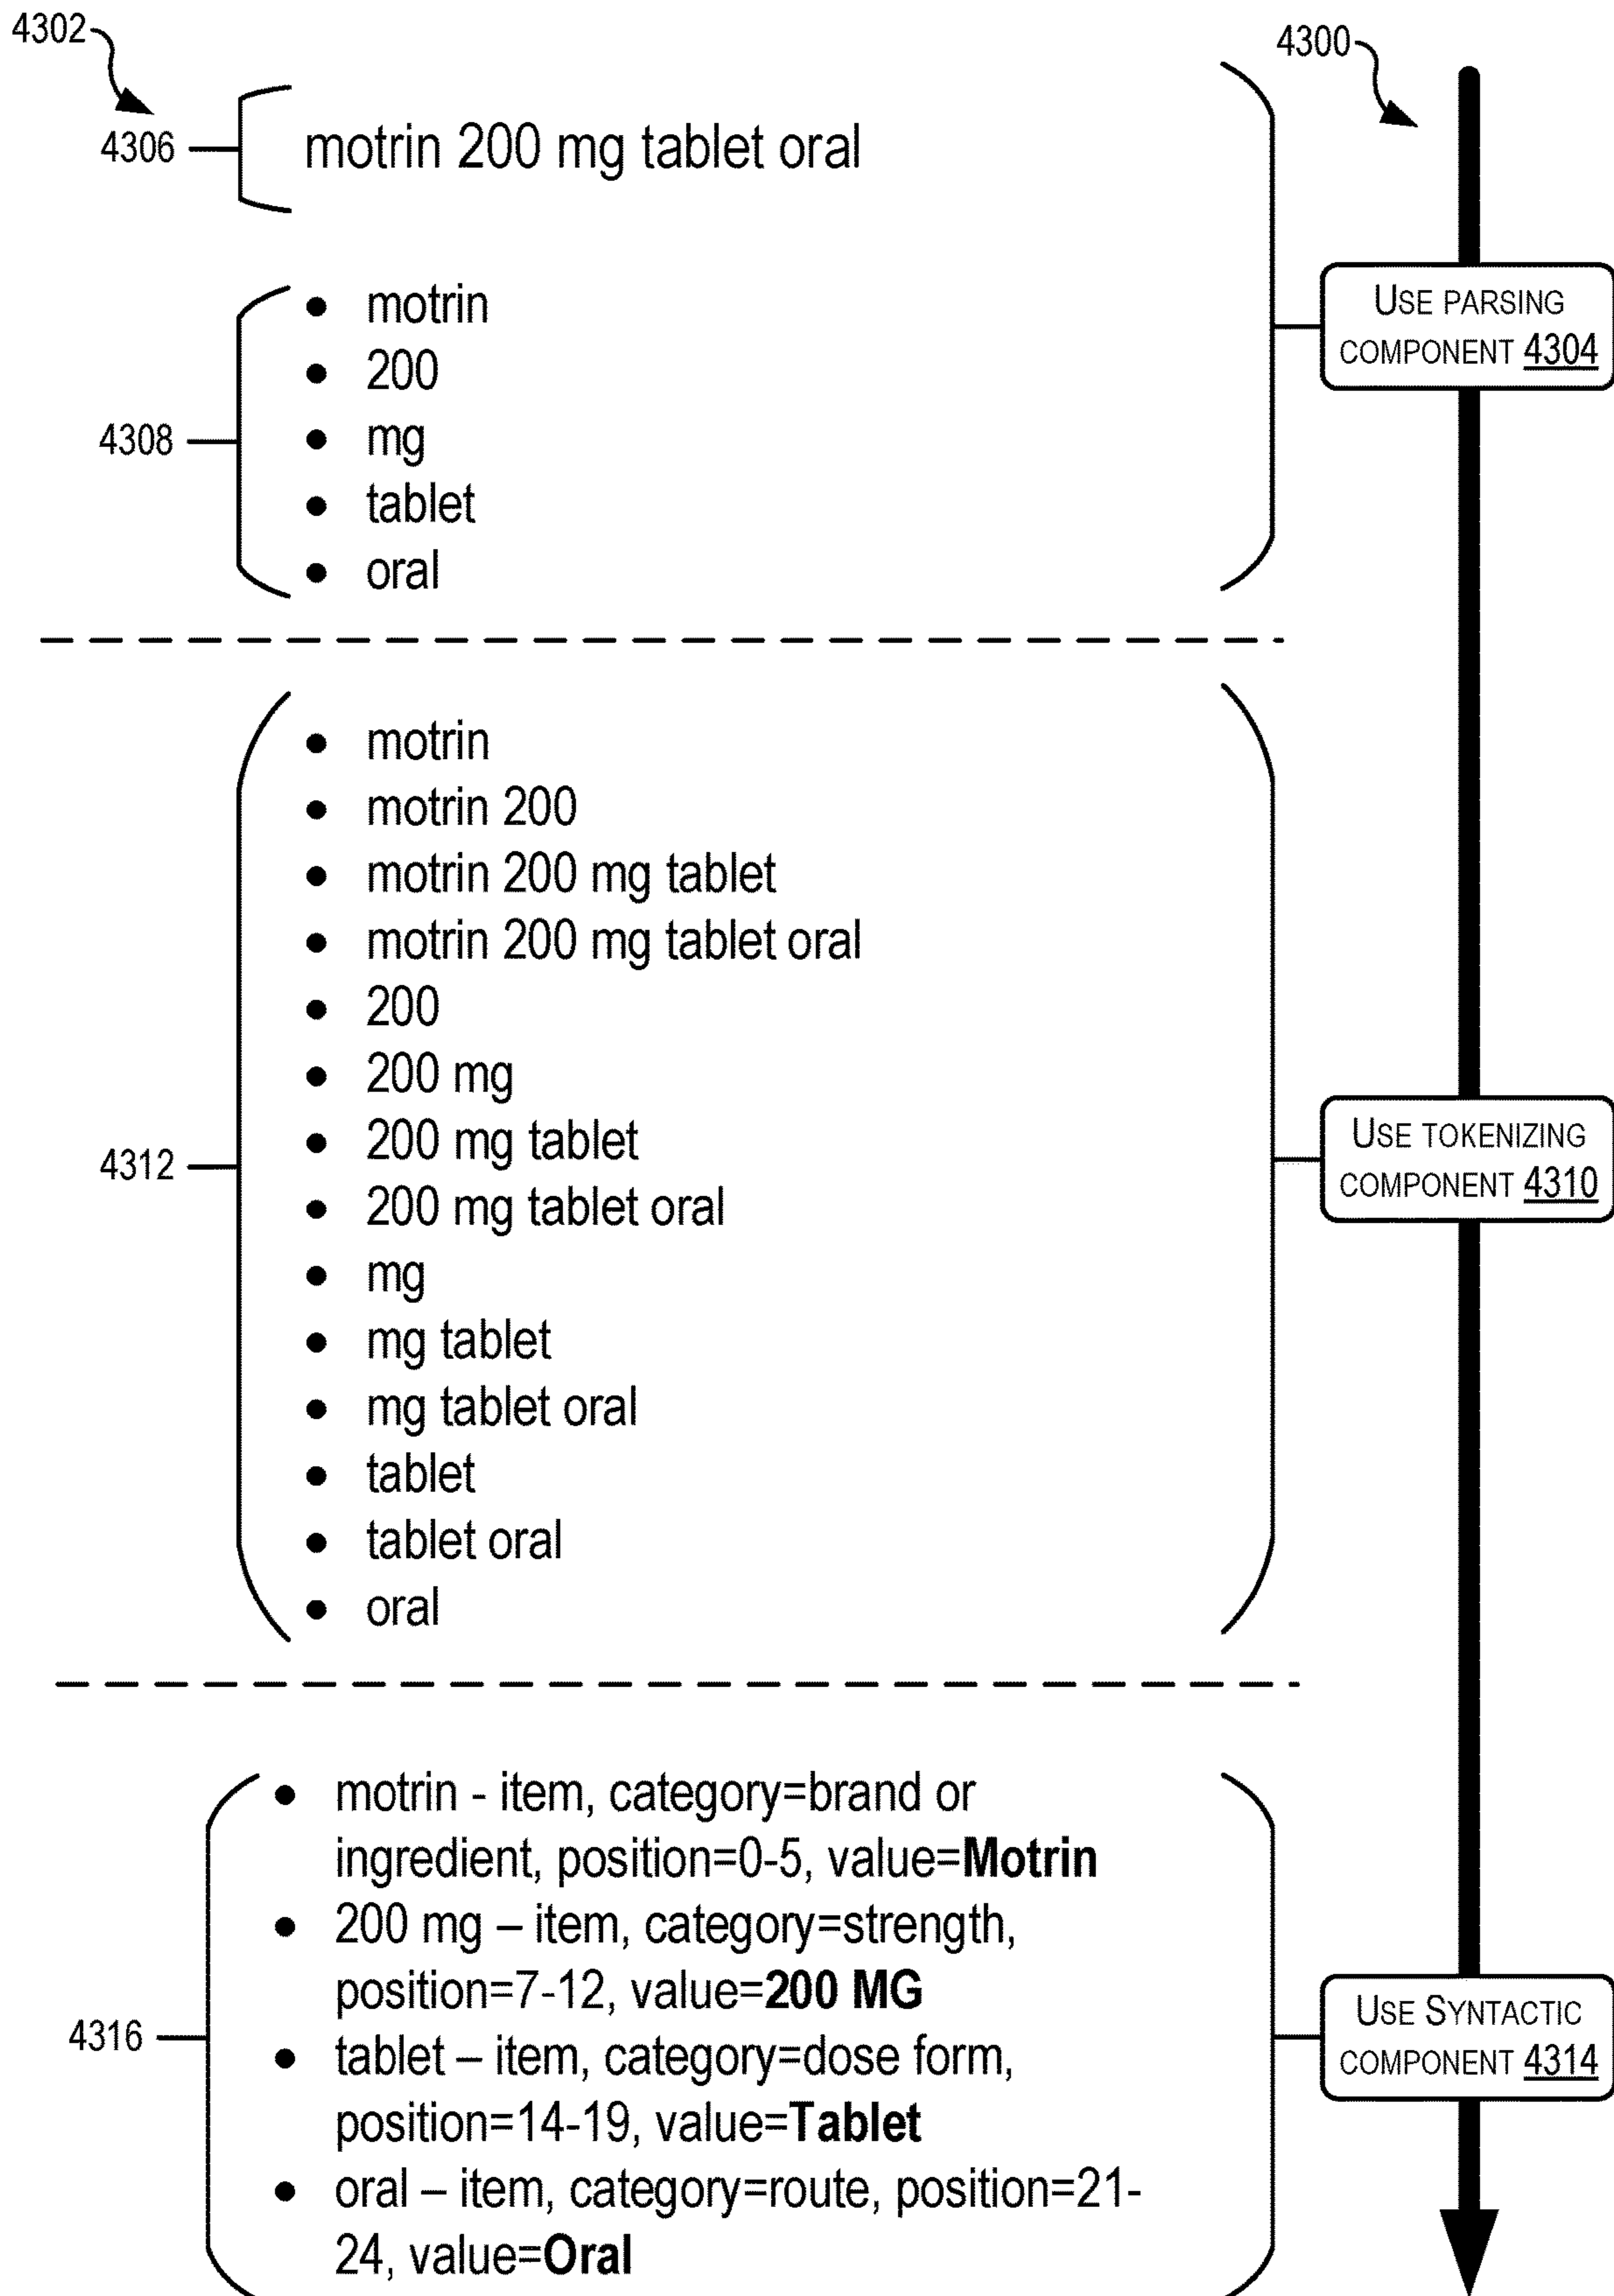 4302
4300
4306
motrin 200 mg tablet oral
• motrin
• 200
4308
• mg
• tablet
• oral
USE PARSING
COMPONENT 4304
• motrin
• motrin 200
• motrin 200 mg tablet
• motrin 200 mg tablet oral
• 200
• 200 mg
• 200 mg tablet
4312
• 200 mg tablet oral
• mg
• mg tablet
• mg tablet oral
• tablet
• tablet oral
• oral
USE TOKENIZING
COMPONENT 4310
• motrin - item, category=brand or
ingredient, position=0-5, value=Motrin
• 200 mg – item, category=strength,
position=7-12, value=200 MG
4316
• tablet – item, category=dose form,
position=14-19, value=Tablet
• oral – item, category=route, position=21-
24, value=Oral
USE SYNTACTIC
COMPONENT 4314